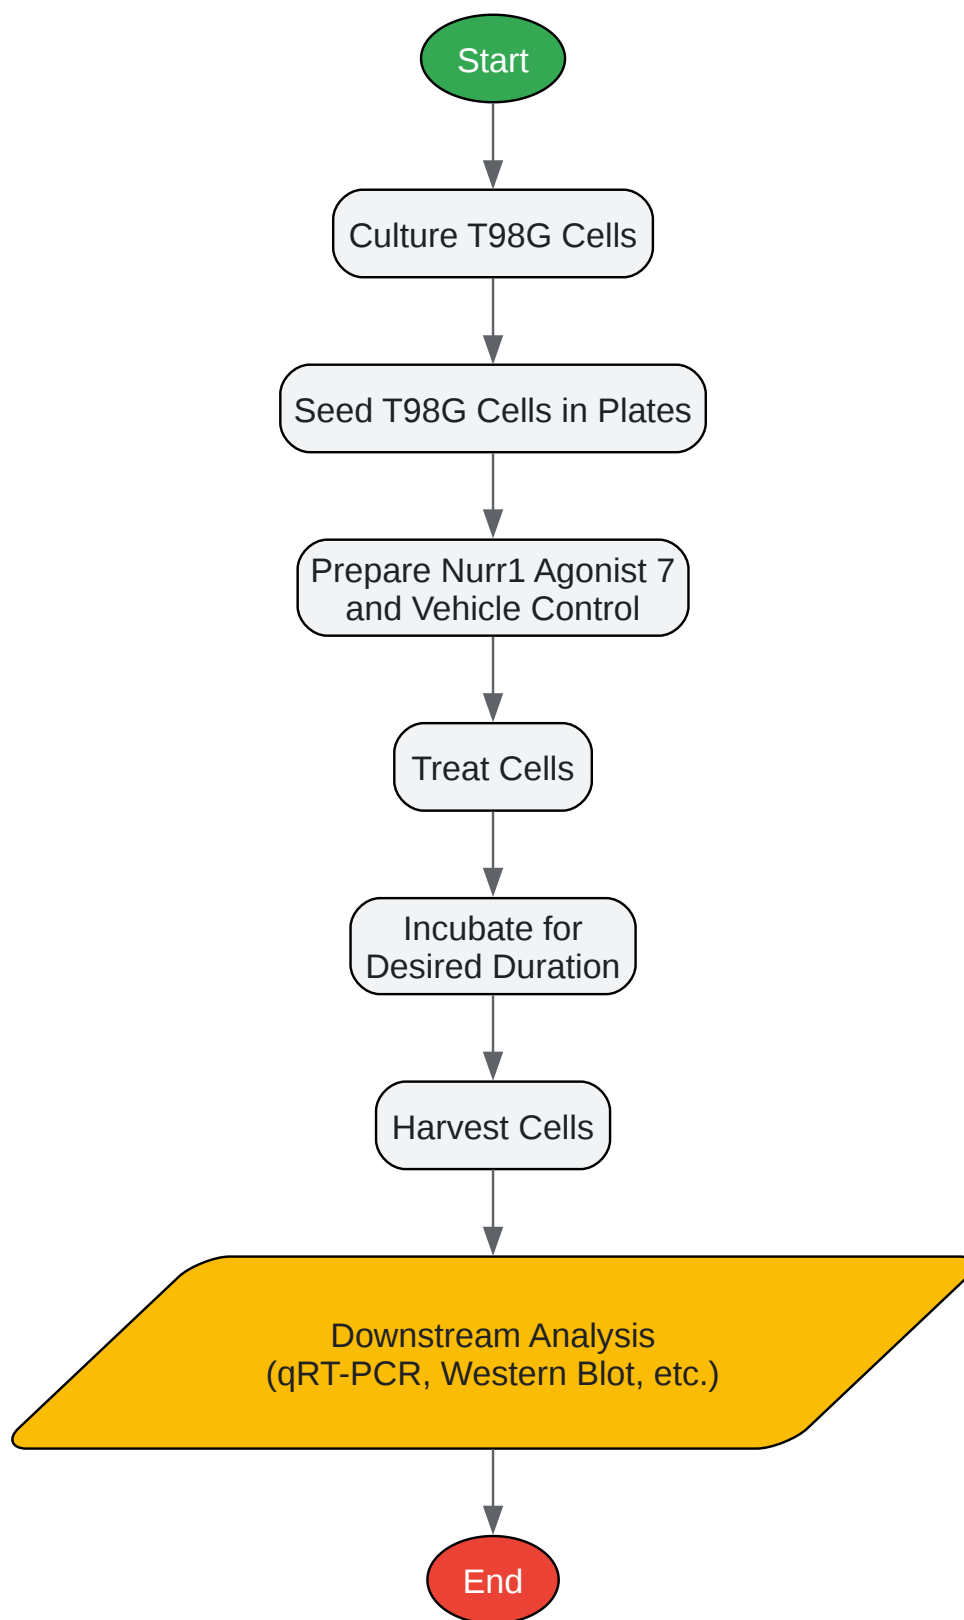 Start
Culture T98G Cells
Seed T98G Cells in Plates
Prepare Nurr1 Agonist 7
and Vehicle Control
Treat Cells
Incubate for
Desired Duration
Harvest Cells
Downstream Analysis
(qRT-PCR, Western Blot, etc.)
End